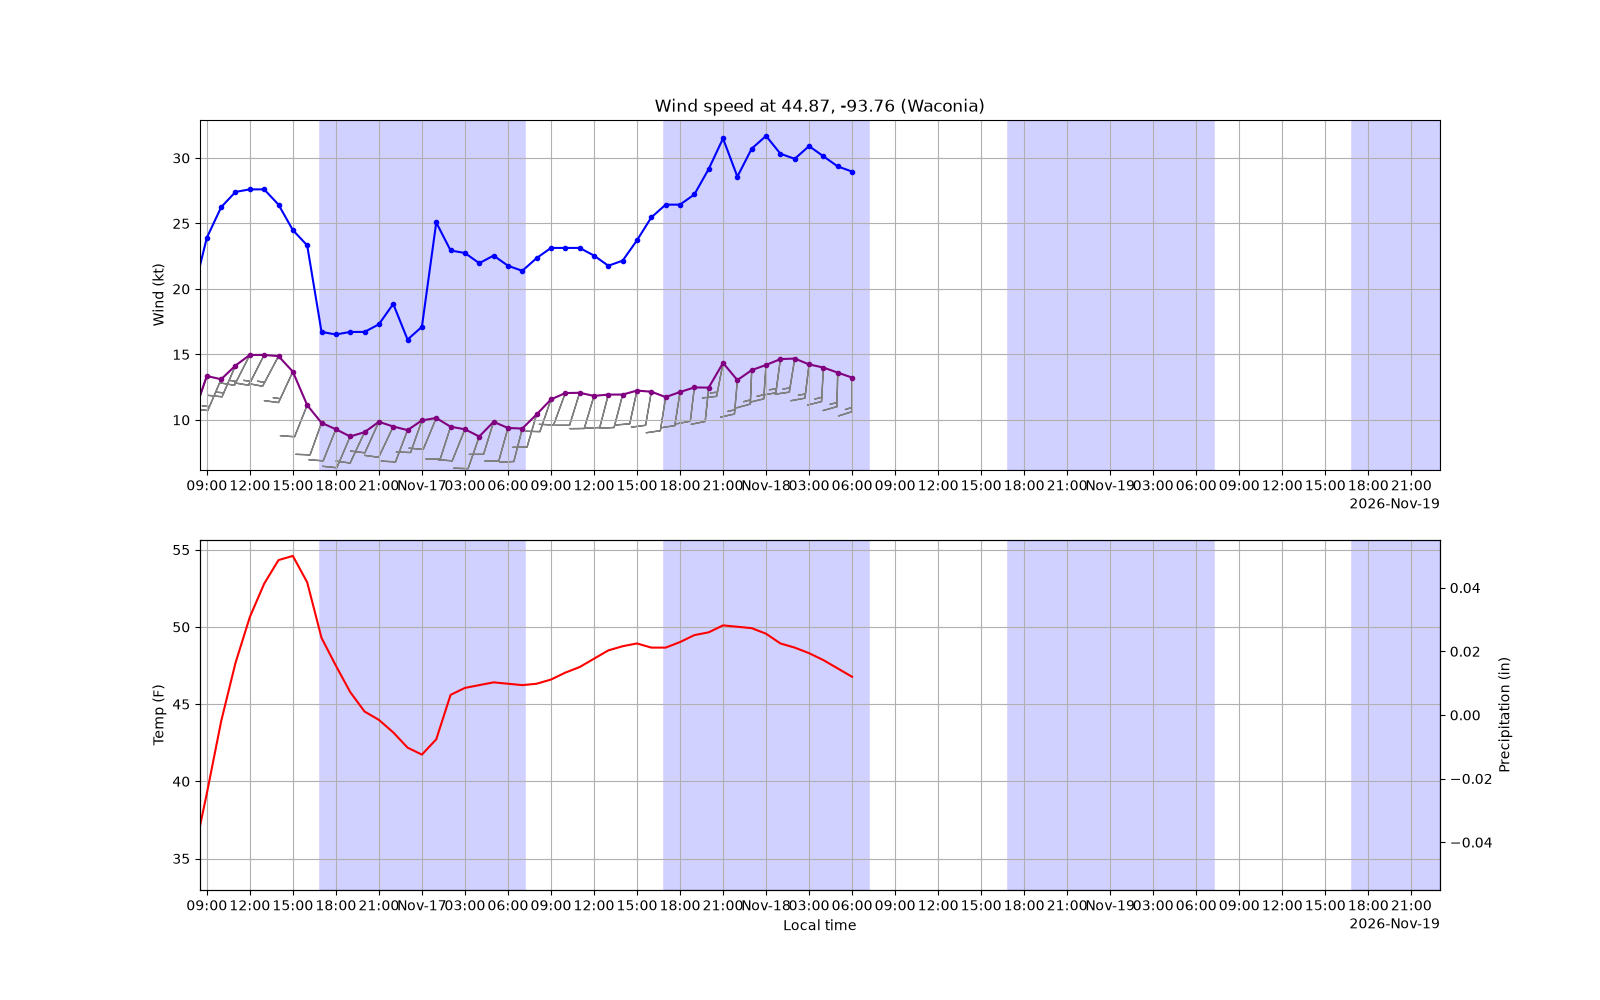 Wind speed at 44.87, -93.76 (Waconia)
Wind (kt)
30
25
20
15
10
09:00 12:00 15:00 18:00 21:00 Nov-17 03:00 06:00 09:00 12:00 15:00 18:00 21:00 Nov-18 03:00 06:00 09:00 12:00 15:00 18:00 21:00 Nov-19 03:00 06:00 09:00 12:00 15:00 18:00 21:00
2026-Nov-19
Temp (F)
55
50
45
40
35
0.04
0.02
0.00
−0.02
−0.04
Precipitation (in)
09:00 12:00 15:00 18:00 21:00 Nov-17 03:00 06:00 09:00 12:00 15:00 18:00 21:00 Nov-18 03:00 06:00 09:00 12:00 15:00 18:00 21:00 Nov-19 03:00 06:00 09:00 12:00 15:00 18:00 21:00
Local time
2026-Nov-19